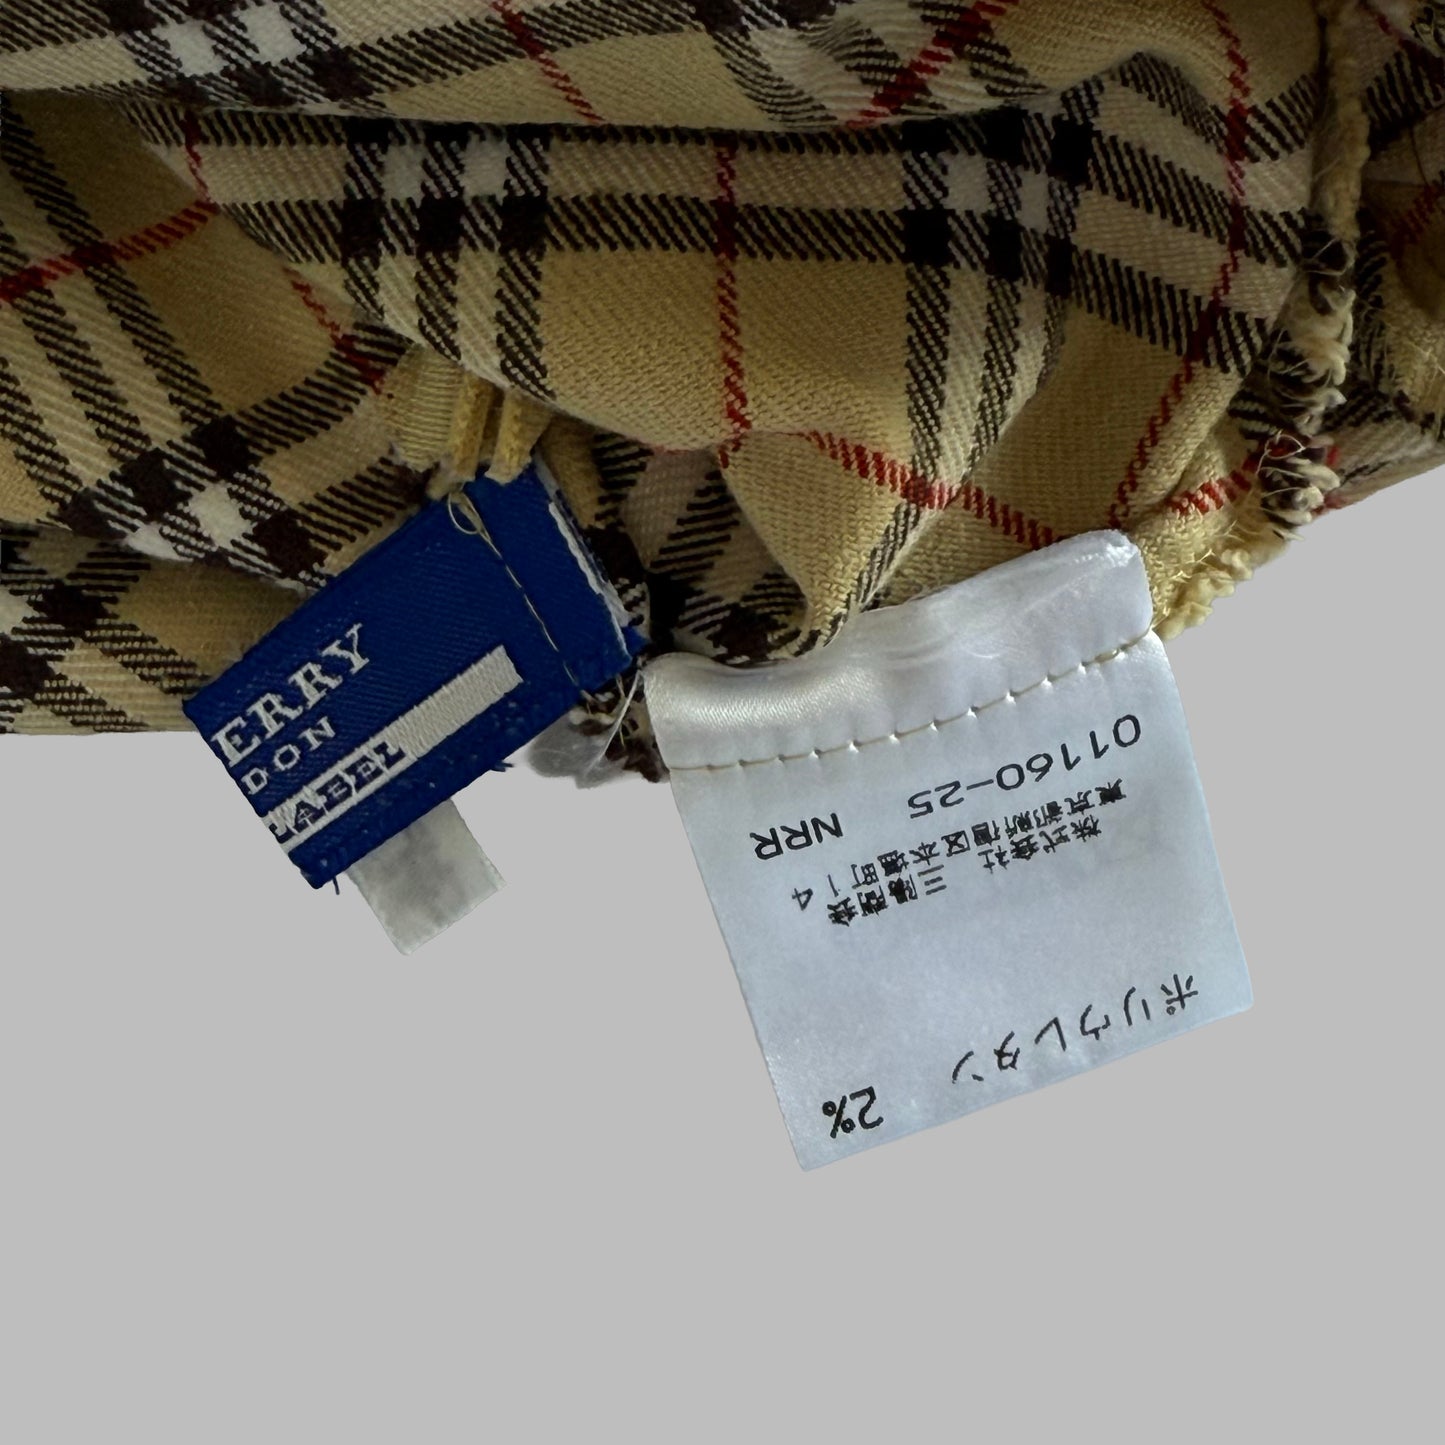 ERRY
DON
LABEL
ポリウレタン
2%
株式会社 三陽商会
東京都新宿区本塩町14
NRR
01160-25